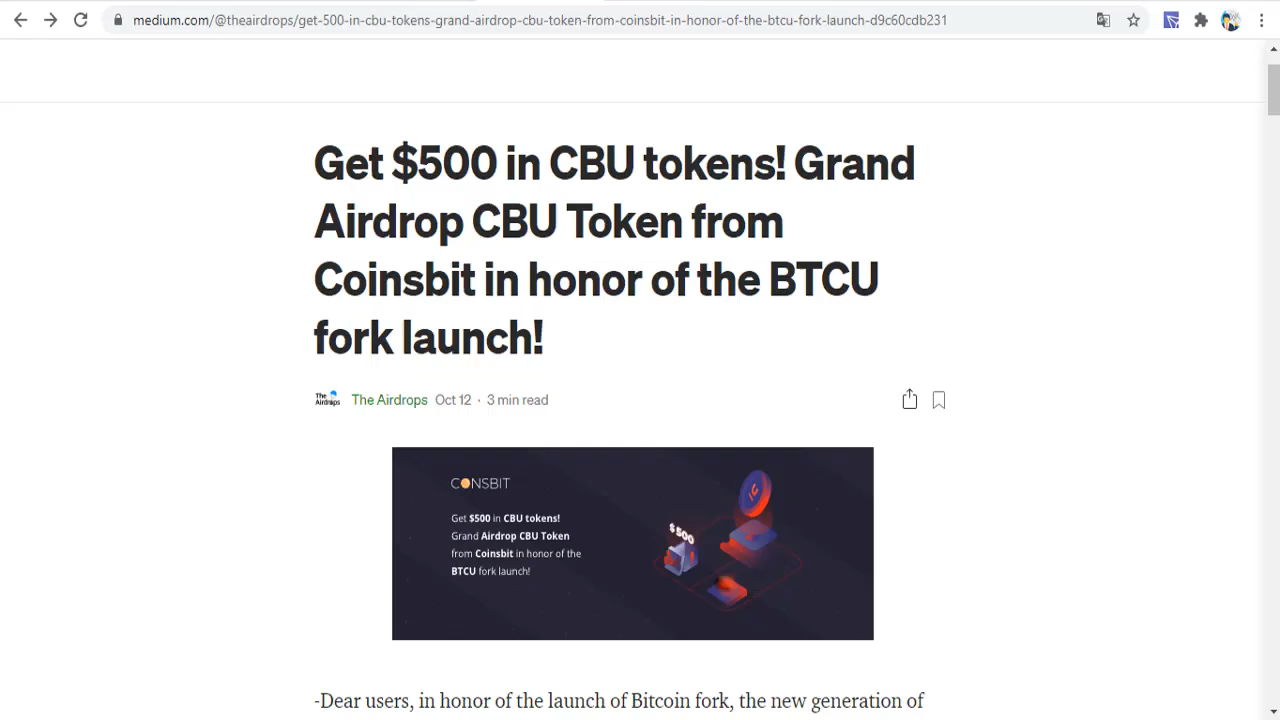 medium.com/@theairdrops/get-500-in-cbu-tokens-grand-airdrop-cbu-token-from-coinsbit-in-honor-of-the-btcu-fork-launch-d9c60cdb231
Get $500 in CBU tokens! Grand
Airdrop CBU Token from
Coinsbit in honor of the BTCU
fork launch!
The Airdrops
The Airdrops Oct 12 · 3 min read
CONSBIT
Get $500 in CBU tokens!
Grand Airdrop CBU Token
from Coinsbit in honor of the
BTCU fork launch!
$500
-Dear users, in honor of the launch of Bitcoin fork, the new generation of